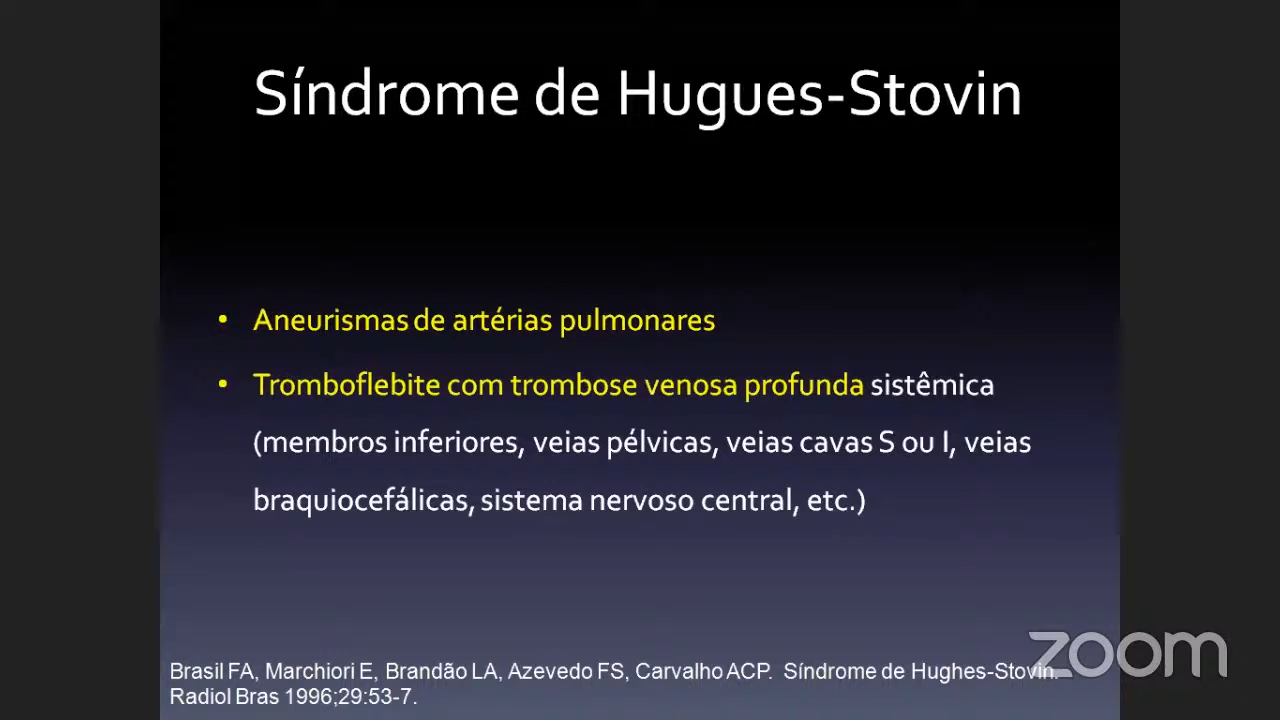 Síndrome de Hugues-Stovin
• Aneurismas de artérias pulmonares
• Tromboflebite com trombose venosa profunda sistêmica
(membros inferiores, veias pélvicas, veias cavas S ou I, veias
braquiocefálicas, sistema nervoso central, etc.)
Brasil FA, Marchiori E, Brandão LA, Azevedo FS, Carvalho ACP. Síndrome de Hughes-Stovin.
Radiol Bras 1996;29:53-7.
zoom